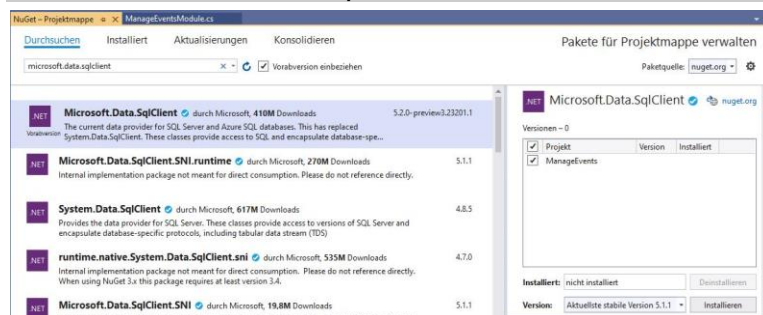 NuGet – Projektmappe ManageEventsModule.cs
Durchsuchen Installiert Aktualisierungen Konsolidieren
Pakete für Projektmappe verwalten
microsoft.data.sqlclient Vorabversion einbeziehen
Paketquelle: nuget.org
.NET Microsoft.Data.SqlClient durch Microsoft, 410M Downloads 5.2.0-preview3.23201.1
Vorabversion
The current data provider for SQL Server and Azure SQL databases. This has replaced
System.Data.SqlClient. These classes provide access to SQL and encapsulate database-spe...
.NET Microsoft.Data.SqlClient.SNI.runtime durch Microsoft, 270M Downloads 5.1.1
Internal implementation package not meant for direct consumption. Please do not reference directly.
.NET System.Data.SqlClient durch Microsoft, 617M Downloads 4.8.5
Provides the data provider for SQL Server. These classes provide access to versions of SQL Server and
encapsulate database-specific protocols, including tabular data stream (TDS)
.NET runtime.native.System.Data.SqlClient.sni durch Microsoft, 535M Downloads 4.7.0
Internal implementation package not meant for direct consumption. Please do not reference directly.
When using NuGet 3.x this package requires at least version 3.4.
.NET Microsoft.Data.SqlClient.SNI durch Microsoft, 19,8M Downloads 5.1.1
.NET Microsoft.Data.SqlClient nuget.org
Versionen – 0
Projekt Version Installiert
ManageEvents
Installiert: nicht installiert Deinstallieren
Version: Aktuellste stabile Version 5.1.1 Installieren